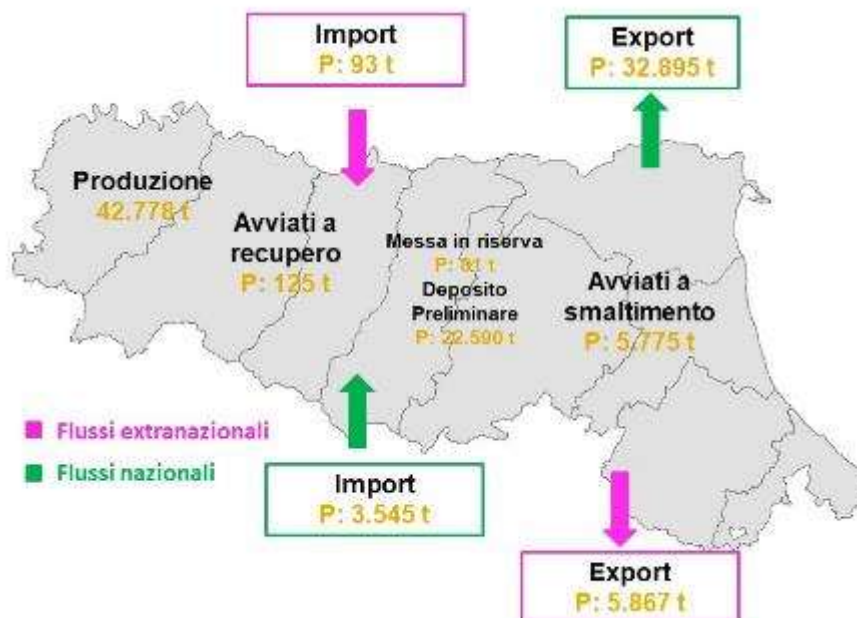 Import
P: 93 t
Export
P: 32.895 t
Produzione
42.778 t
Avviati a
recupero
P: 125 t
Messa in riserva
P: 81 t
Deposito
Preliminare
P: 22.590 t
Avviati a
smaltimento
P: 5.775 t
Flussi extranazionali
Flussi nazionali
Import
P: 3.545 t
Export
P: 5.867 t